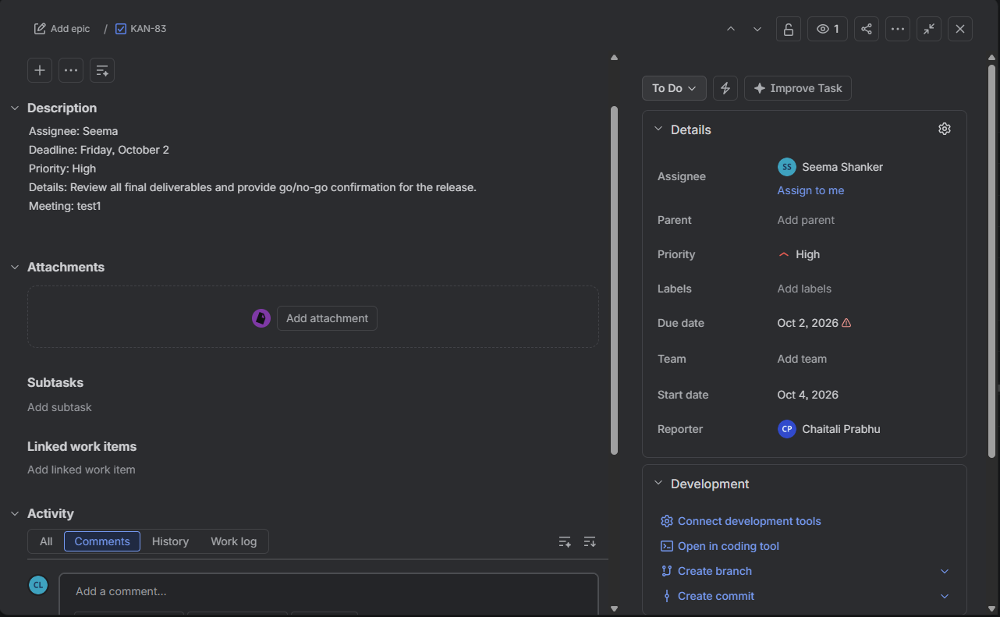 Add epic / KAN-83
1
Description
Assignee: Seema
Deadline: Friday, October 2
Priority: High
Details: Review all final deliverables and provide go/no-go confirmation for the release.
Meeting: test1
Attachments
Add attachment
Subtasks
Add subtask
Linked work items
Add linked work item
Activity
All Comments History Work log
CL Add a comment...
To Do Improve Task
Details
Assignee SS Seema Shanker
Assign to me
Parent Add parent
Priority High
Labels Add labels
Due date Oct 2, 2026
Team Add team
Start date Oct 4, 2026
Reporter CP Chaitali Prabhu
Development
Connect development tools
Open in coding tool
Create branch
Create commit